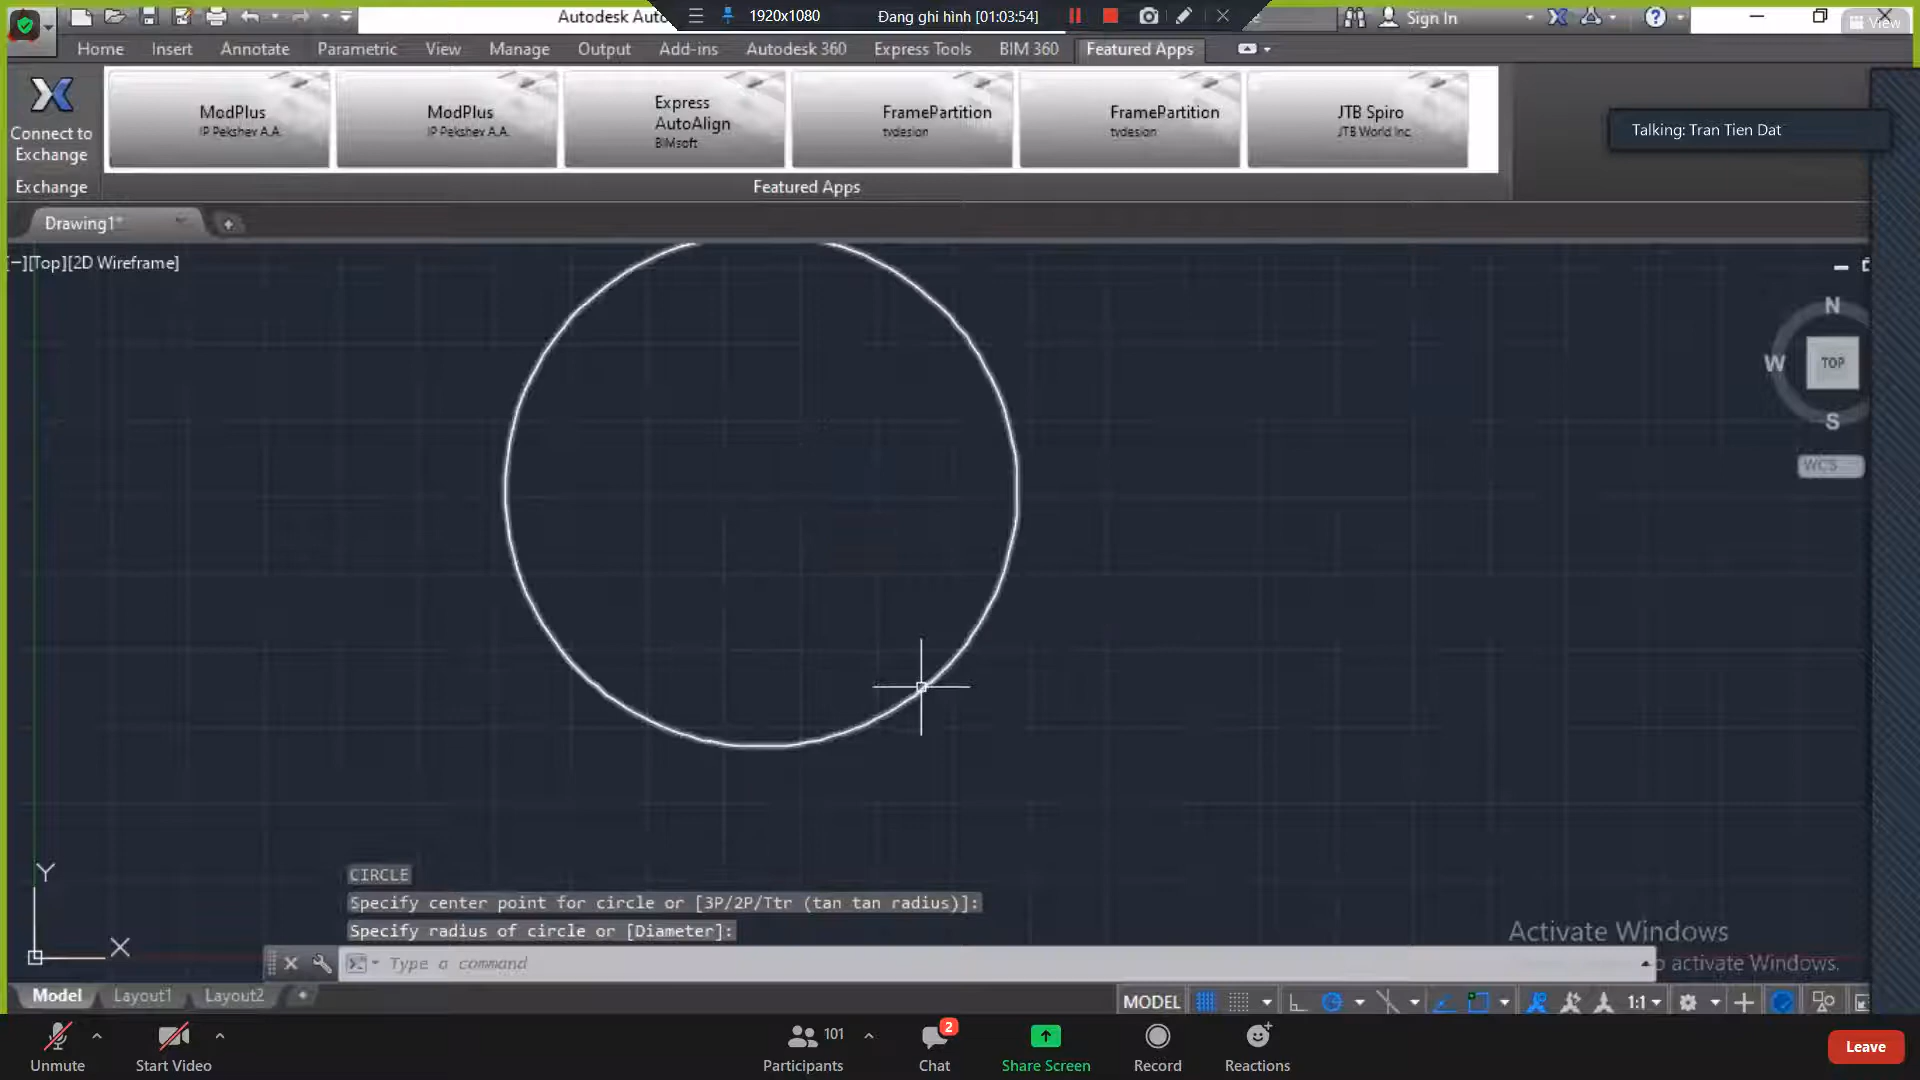 Autodesk Auto
1920x1080
Đang ghi hình [01:03:54]
Sign In
View
Home Insert Annotate Parametric View Manage Output Add-ins Autodesk 360 Express Tools BIM 360 Featured Apps
Connect to
Exchange
Exchange
ModPlus
IP Pekshev A.A.
ModPlus
IP Pekshev A.A.
Express
AutoAlign
BIMsoft
FramePartition
tvdesign
FramePartition
tvdesign
JTB Spiro
JTB World Inc.
Featured Apps
Talking: Tran Tien Dat
Drawing1*
[−][Top][2D Wireframe]
N
W
TOP
S
WCS
Y
X
CIRCLE
Specify center point for circle or [3P/2P/Ttr (tan tan radius)]:
Specify radius of circle or [Diameter]:
Type a command
Activate Windows
o activate Windows.
Model Layout1 Layout2 +
MODEL
1:1
Unmute
Start Video
101
Participants
2
Chat
Share Screen
Record
Reactions
Leave